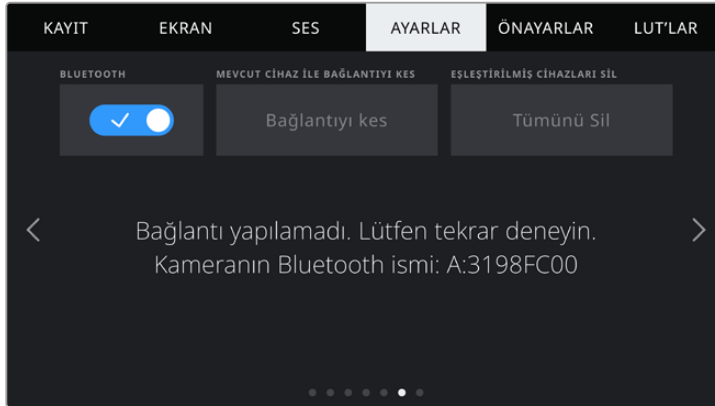 KAYIT EKRAN SES AYARLAR ÖNAYARLAR LUT'LAR
BLUETOOTH MEVCUT CİHAZ İLE BAĞLANTIYI KES EŞLEŞTİRİLMİŞ CİHAZLARI SİL
Bağlantıyı kes Tümünü Sil
Bağlantı yapılamadı. Lütfen tekrar deneyin.
Kameranın Bluetooth ismi: A:3198FC00